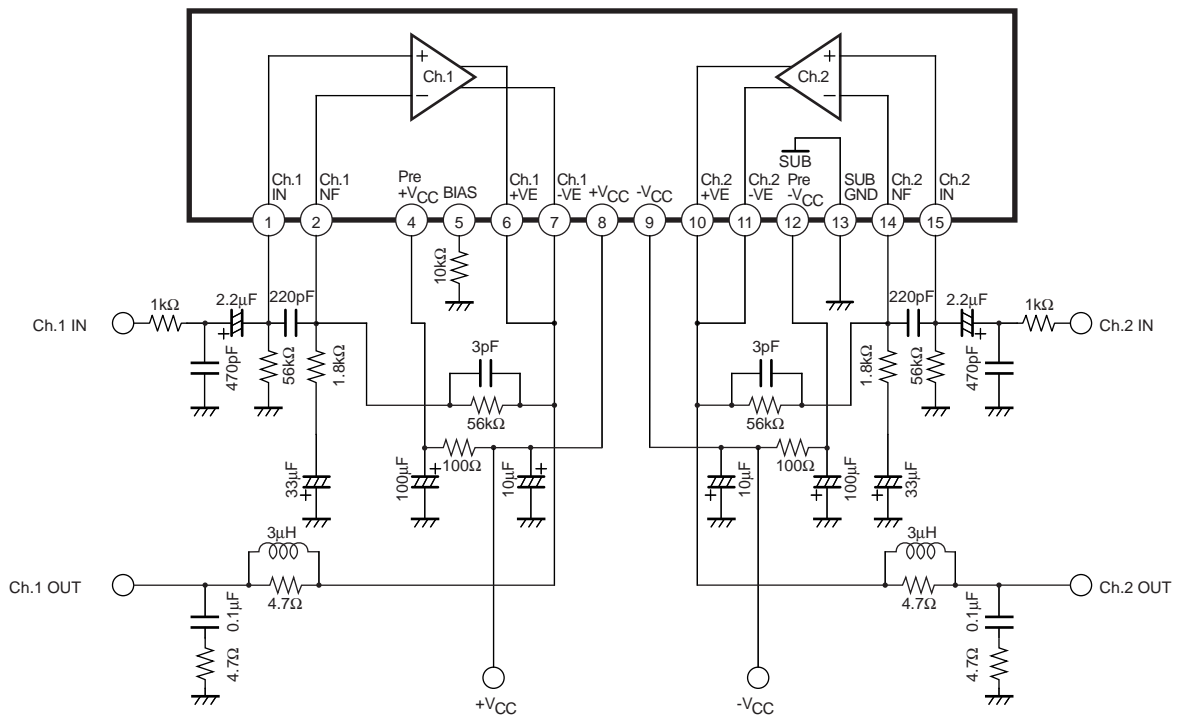 Ch.1
Ch.2
+
−
+
−
SUB
Ch.1 IN
Ch.1 NF
Pre +VCC
BIAS
Ch.1 +VE
Ch.1 -VE
+VCC
-VCC
Ch.2 +VE
Ch.2 -VE
Pre -VCC
SUB GND
Ch.2 NF
Ch.2 IN
1
2
4
5
6
7
8
9
10
11
12
13
14
15
10kΩ
Ch.1 IN
1kΩ
2.2µF
+
220pF
470pF
56kΩ
1.8kΩ
3pF
56kΩ
3pF
56kΩ
220pF
2.2µF
+
1kΩ
Ch.2 IN
1.8kΩ
56kΩ
470pF
33µF
+
100µF
+
100Ω
10µF
+
10µF
+
100Ω
100µF
+
33µF
+
Ch.1 OUT
3µH
4.7Ω
0.1µF
4.7Ω
3µH
4.7Ω
0.1µF
4.7Ω
Ch.2 OUT
+VCC
-VCC